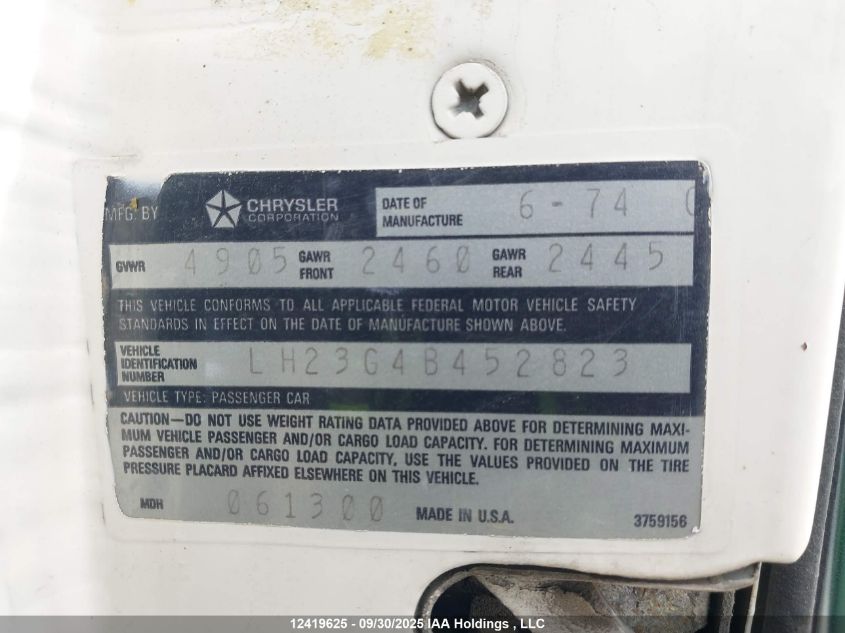 MFG. BY CHRYSLER CORPORATION
DATE OF MANUFACTURE 6-74
GVWR 4905 GAWR FRONT 2460 GAWR REAR 2445
THIS VEHICLE CONFORMS TO ALL APPLICABLE FEDERAL MOTOR VEHICLE SAFETY
STANDARDS IN EFFECT ON THE DATE OF MANUFACTURE SHOWN ABOVE.
VEHICLE IDENTIFICATION NUMBER LH23G4B452823
VEHICLE TYPE: PASSENGER CAR
CAUTION—DO NOT USE WEIGHT RATING DATA PROVIDED ABOVE FOR DETERMINING MAXI-
MUM VEHICLE PASSENGER AND/OR CARGO LOAD CAPACITY. FOR DETERMINING MAXIMUM
PASSENGER AND/OR CARGO LOAD CAPACITY, USE THE VALUES PROVIDED ON THE TIRE
PRESSURE PLACARD AFFIXED ELSEWHERE ON THIS VEHICLE.
MDH 061300 MADE IN U.S.A. 3759156
12419625 - 09/30/2025 IAA Holdings , LLC